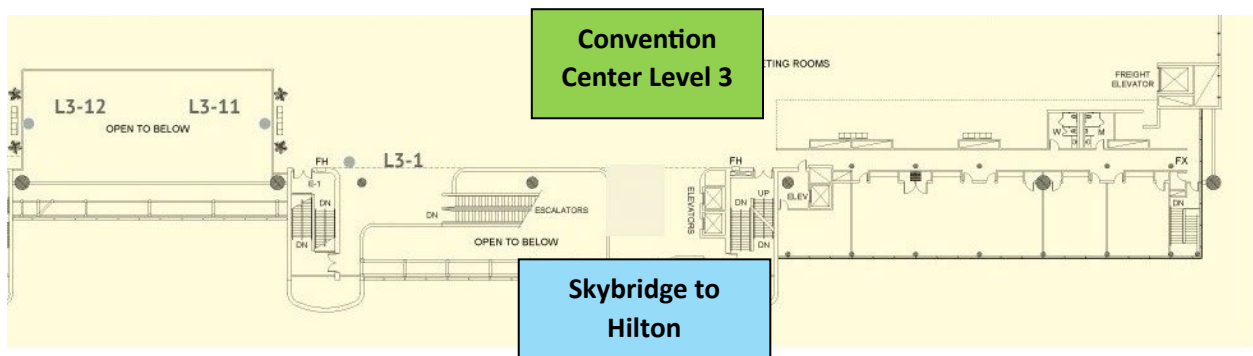 Convention
Center Level 3
ETING ROOMS
FREIGHT
ELEVATOR
L3-12
L3-11
OPEN TO BELOW
W
M
FH
L3-1
FH
FX
E-1
DN
UP
ELEV
ELEVATORS
DN
ESCALATORS
DN
DN
DN
DN
OPEN TO BELOW
DN
Skybridge to
Hilton